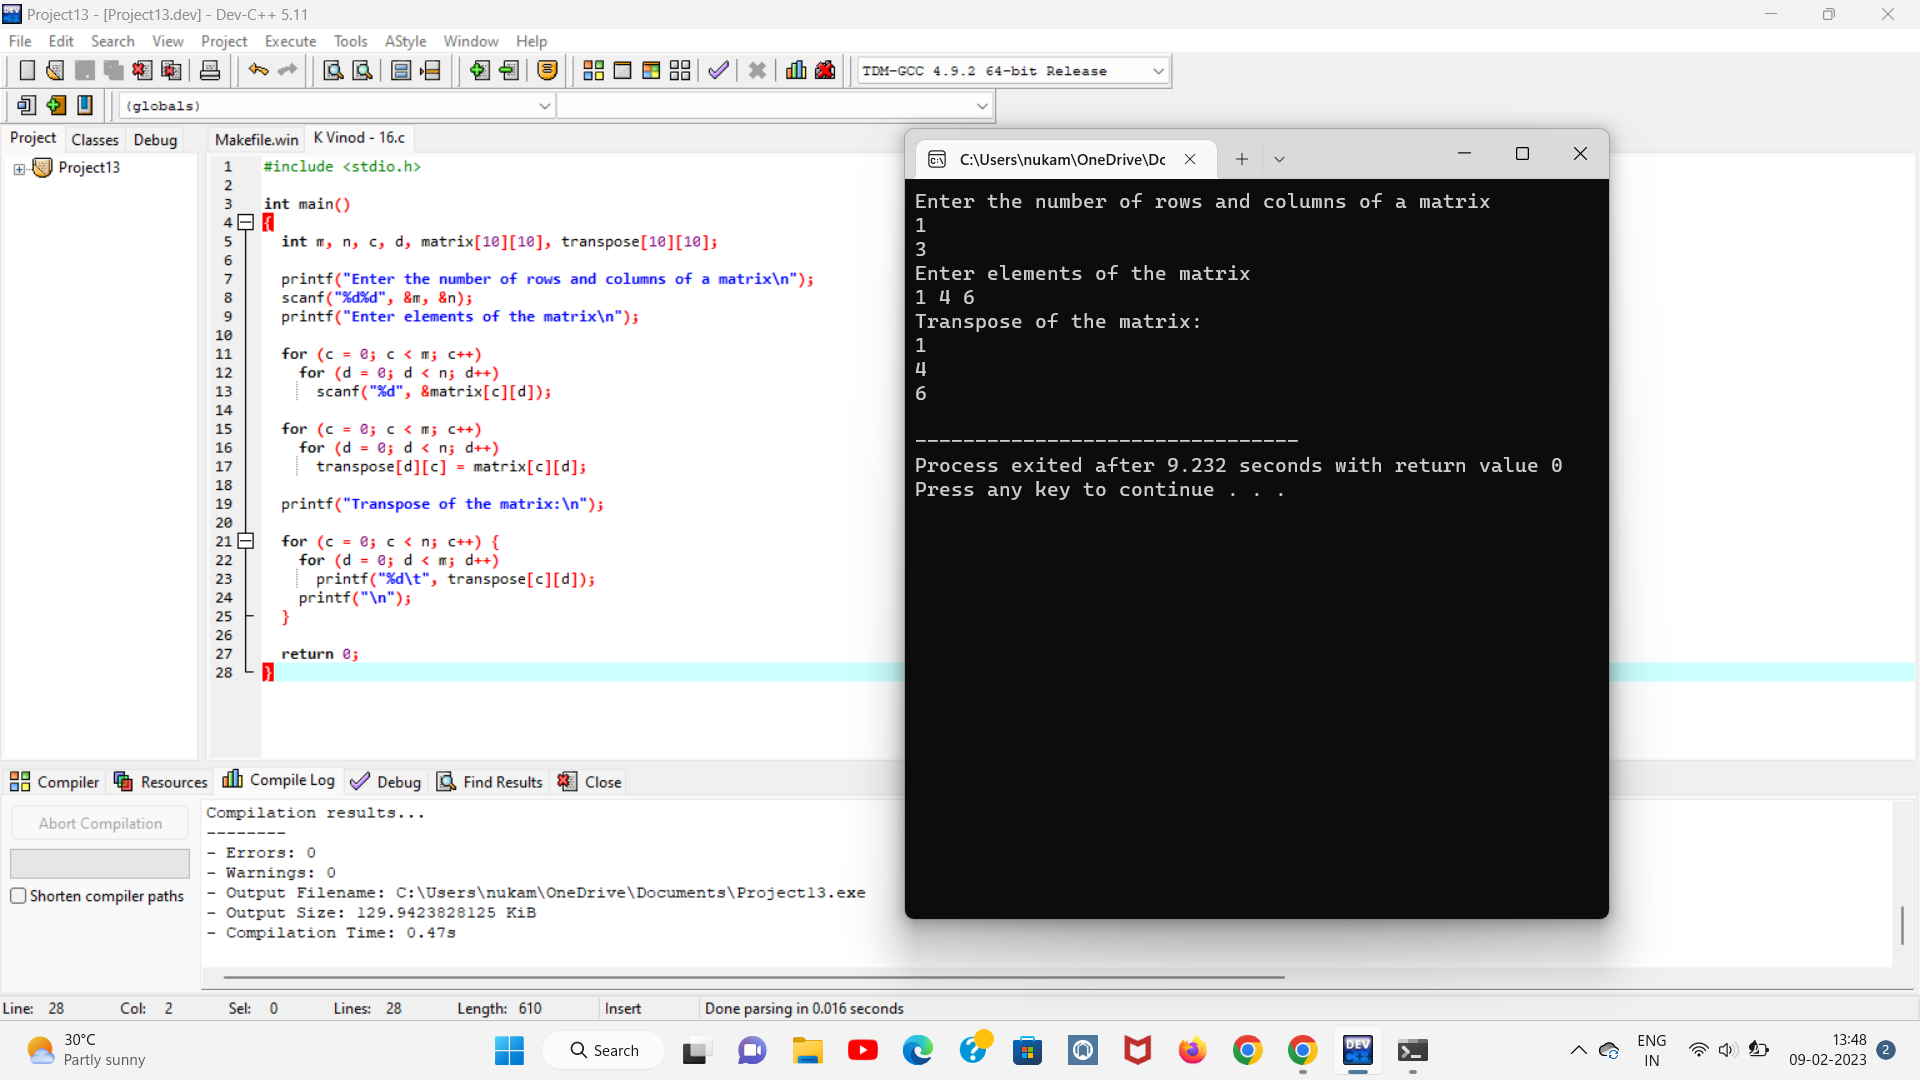 Project13 - [Project13.dev] - Dev-C++ 5.11
File Edit Search View Project Execute Tools AStyle Window Help
TDM-GCC 4.9.2 64-bit Release
(globals)
Project Classes Debug
Makefile.win K Vinod - 16.c
Project13
1 #include <stdio.h>
2
3 int main()
4 {
5 int m, n, c, d, matrix[10][10], transpose[10][10];
6
7 printf("Enter the number of rows and columns of a matrix\n");
8 scanf("%d%d", &m, &n);
9 printf("Enter elements of the matrix\n");
10
11 for (c = 0; c < m; c++)
12 for (d = 0; d < n; d++)
13 scanf("%d", &matrix[c][d]);
14
15 for (c = 0; c < m; c++)
16 for (d = 0; d < n; d++)
17 transpose[d][c] = matrix[c][d];
18
19 printf("Transpose of the matrix:\n");
20
21 for (c = 0; c < n; c++) {
22 for (d = 0; d < m; d++)
23 printf("%d\t", transpose[c][d]);
24 printf("\n");
25 }
26
27 return 0;
28 }
C:\Users\nukam\OneDrive\Dc
Enter the number of rows and columns of a matrix
1
3
Enter elements of the matrix
1 4 6
Transpose of the matrix:
1
4
6
--------------------------------
Process exited after 9.232 seconds with return value 0
Press any key to continue . . .
Compiler Resources Compile Log Debug Find Results Close
Abort Compilation
Shorten compiler paths
Compilation results...
--------
- Errors: 0
- Warnings: 0
- Output Filename: C:\Users\nukam\OneDrive\Documents\Project13.exe
- Output Size: 129.9423828125 KiB
- Compilation Time: 0.47s
Line: 28 Col: 2 Sel: 0 Lines: 28 Length: 610 Insert Done parsing in 0.016 seconds
30°C
Partly sunny
Search
DEV
ENG
IN
13:48
09-02-2023
2